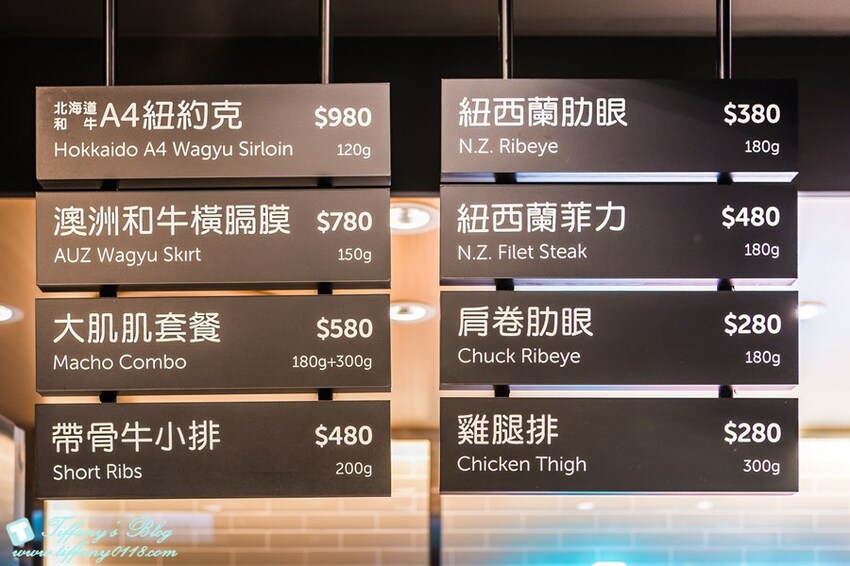 北海道
和牛 A4紐約克 $980
Hokkaido A4 Wagyu Sirloin 120g
澳洲和牛橫膈膜 $780
AUZ Wagyu Skırt 150g
大肌肌套餐 $580
Macho Combo 180g+300g
帶骨牛小排 $480
Short Ribs 200g
紐西蘭肋眼 $380
N.Z. Ribeye 180g
紐西蘭菲力 $480
N.Z. Filet Steak 180g
肩卷肋眼 $280
Chuck Ribeye 180g
雞腿排 $280
Chicken Thigh 300g
T Tiffany's Blog
www.tiffany0118.com